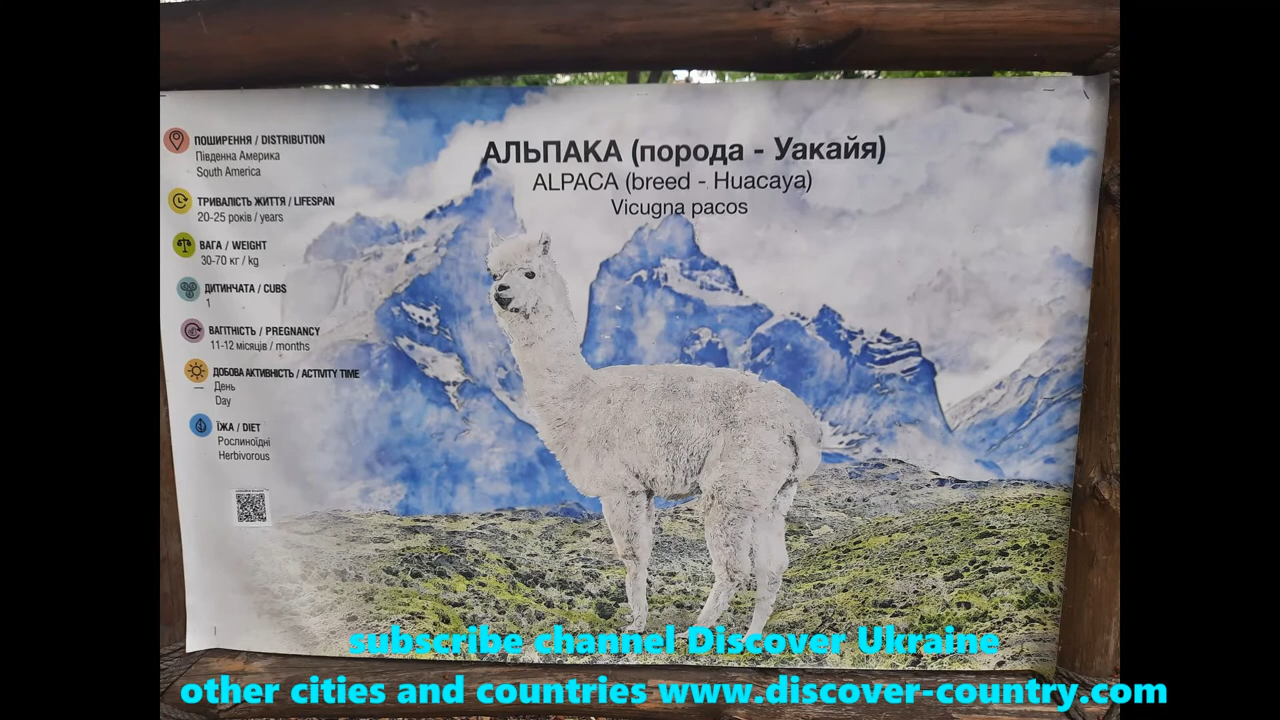 АЛЬПАКА (порода - Уакайя)
ALPACA (breed - Huacaya)
Vicugna pacos
ПОШИРЕННЯ / DISTRIBUTION
Південна Америка
South America
ТРИВАЛІСТЬ ЖИТТЯ / LIFESPAN
20-25 років / years
ВАГА / WEIGHT
30-70 кг / kg
ДИТИНЧАТА / CUBS
1
ВАГІТНІСТЬ / PREGNANCY
11-12 місяців / months
ДОБОВА АКТИВНІСТЬ / ACTIVITY TIME
День
Day
ЇЖА / DIET
Рослиноїдні
Herbivorous
subscribe channel Discover Ukraine
other cities and countries www.discover-country.com